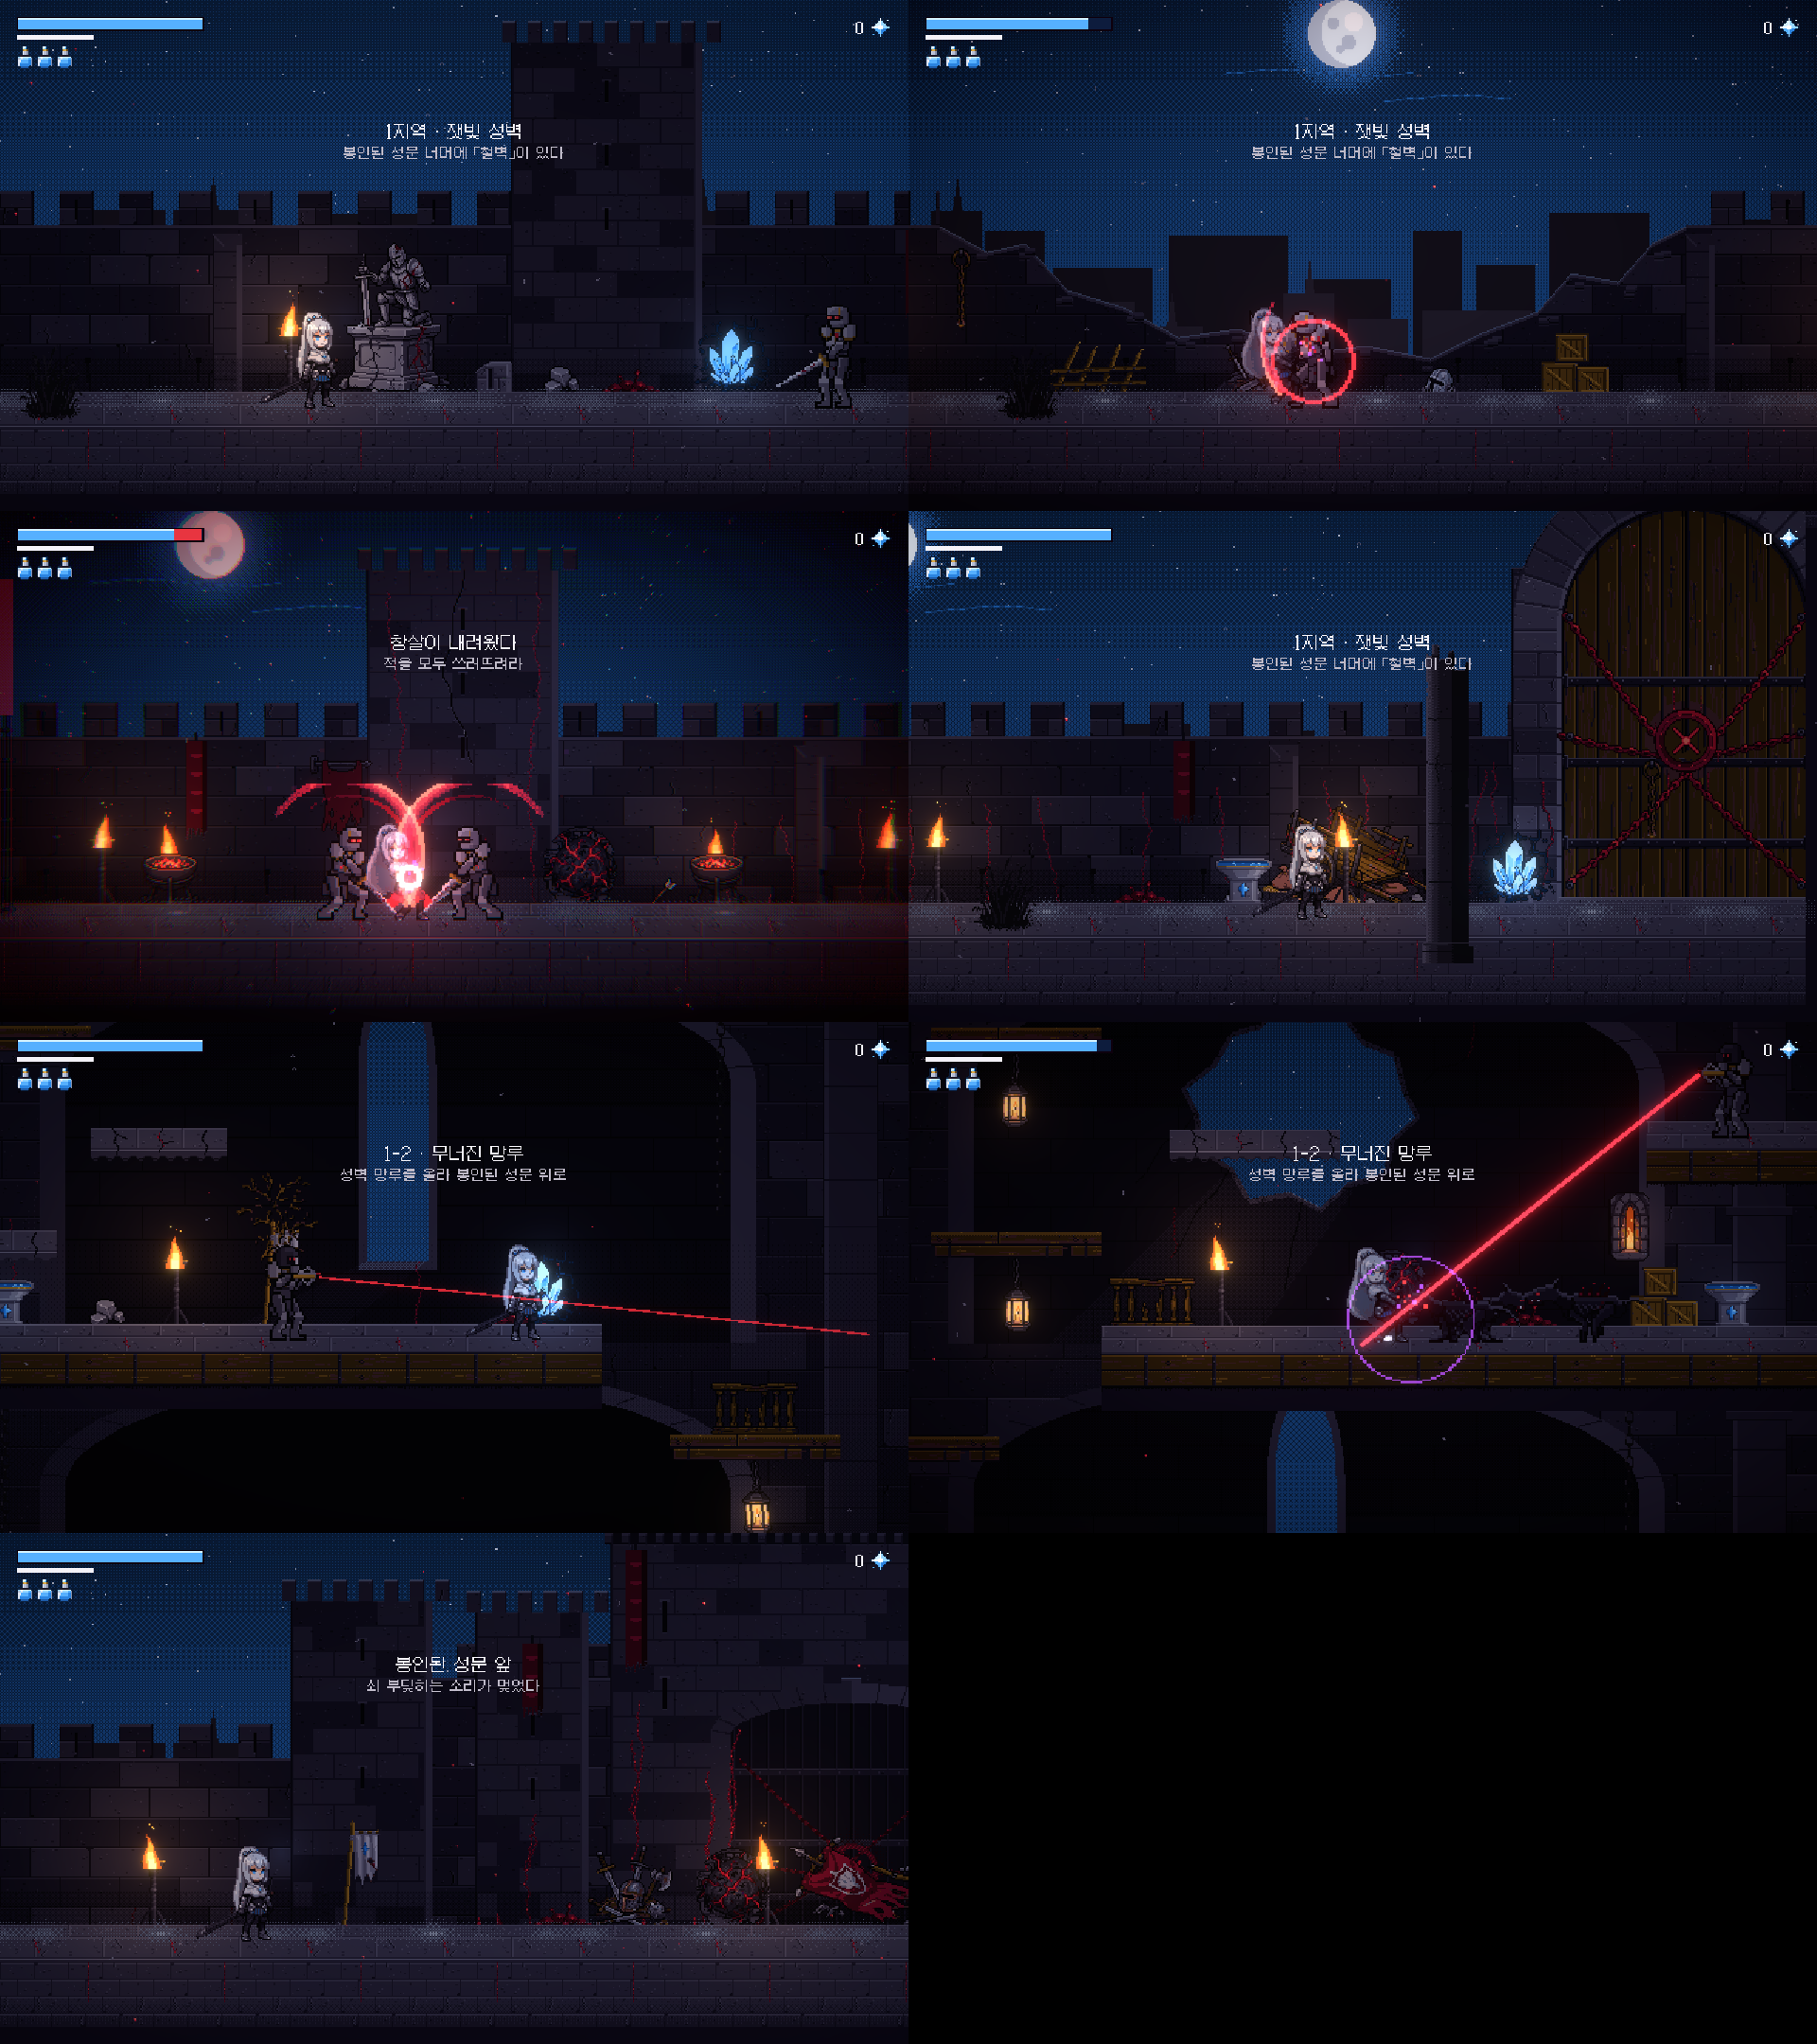 0
1지역 · 잿빛 성벽
봉인된 성문 너머에 「철벽」이 있다
0
1지역 · 잿빛 성벽
봉인된 성문 너머에 「철벽」이 있다
0
창살이 내려왔다
적을 모두 쓰러뜨려라
0
1지역 · 잿빛 성벽
봉인된 성문 너머에 「철벽」이 있다
0
1-2 · 무너진 망루
성벽 망루를 올라 봉인된 성문 위로
0
1-2 · 무너진 망루
성벽 망루를 올라 봉인된 성문 위로
0
봉인된 성문 앞
쇠 부딪히는 소리가 멎었다